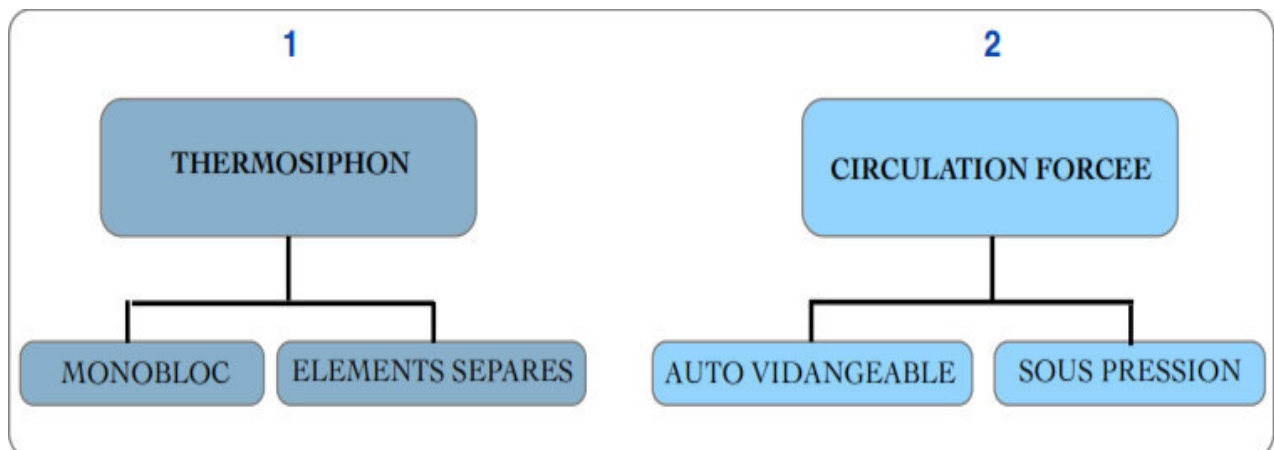 1
2
THERMOSIPHON
CIRCULATION FORCEE
MONOBLOC
ELEMENTS SEPARES
AUTO VIDANGEABLE
SOUS PRESSION